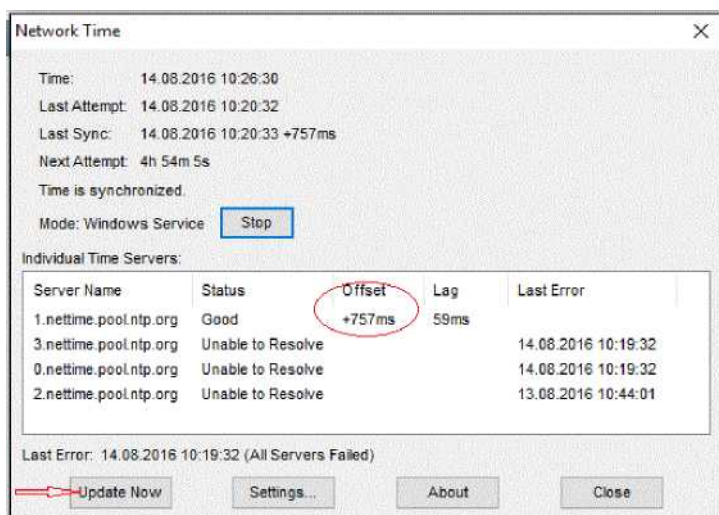 Network Time
Time: 14.08.2016 10:26:30
Last Attempt: 14.08.2016 10:20:32
Last Sync: 14.08.2016 10:20:33 +757ms
Next Attempt: 4h 54m 5s
Time is synchronized.
Mode: Windows Service Stop
Individual Time Servers:
Server Name Status Offset Lag Last Error
1.nettime.pool.ntp.org Good +757ms 59ms
3.nettime.pool.ntp.org Unable to Resolve 14.08.2016 10:19:32
0.nettime.pool.ntp.org Unable to Resolve 14.08.2016 10:19:32
2.nettime.pool.ntp.org Unable to Resolve 13.08.2016 10:44:01
Last Error: 14.08.2016 10:19:32 (All Servers Failed)
Update Now Settings... About Close